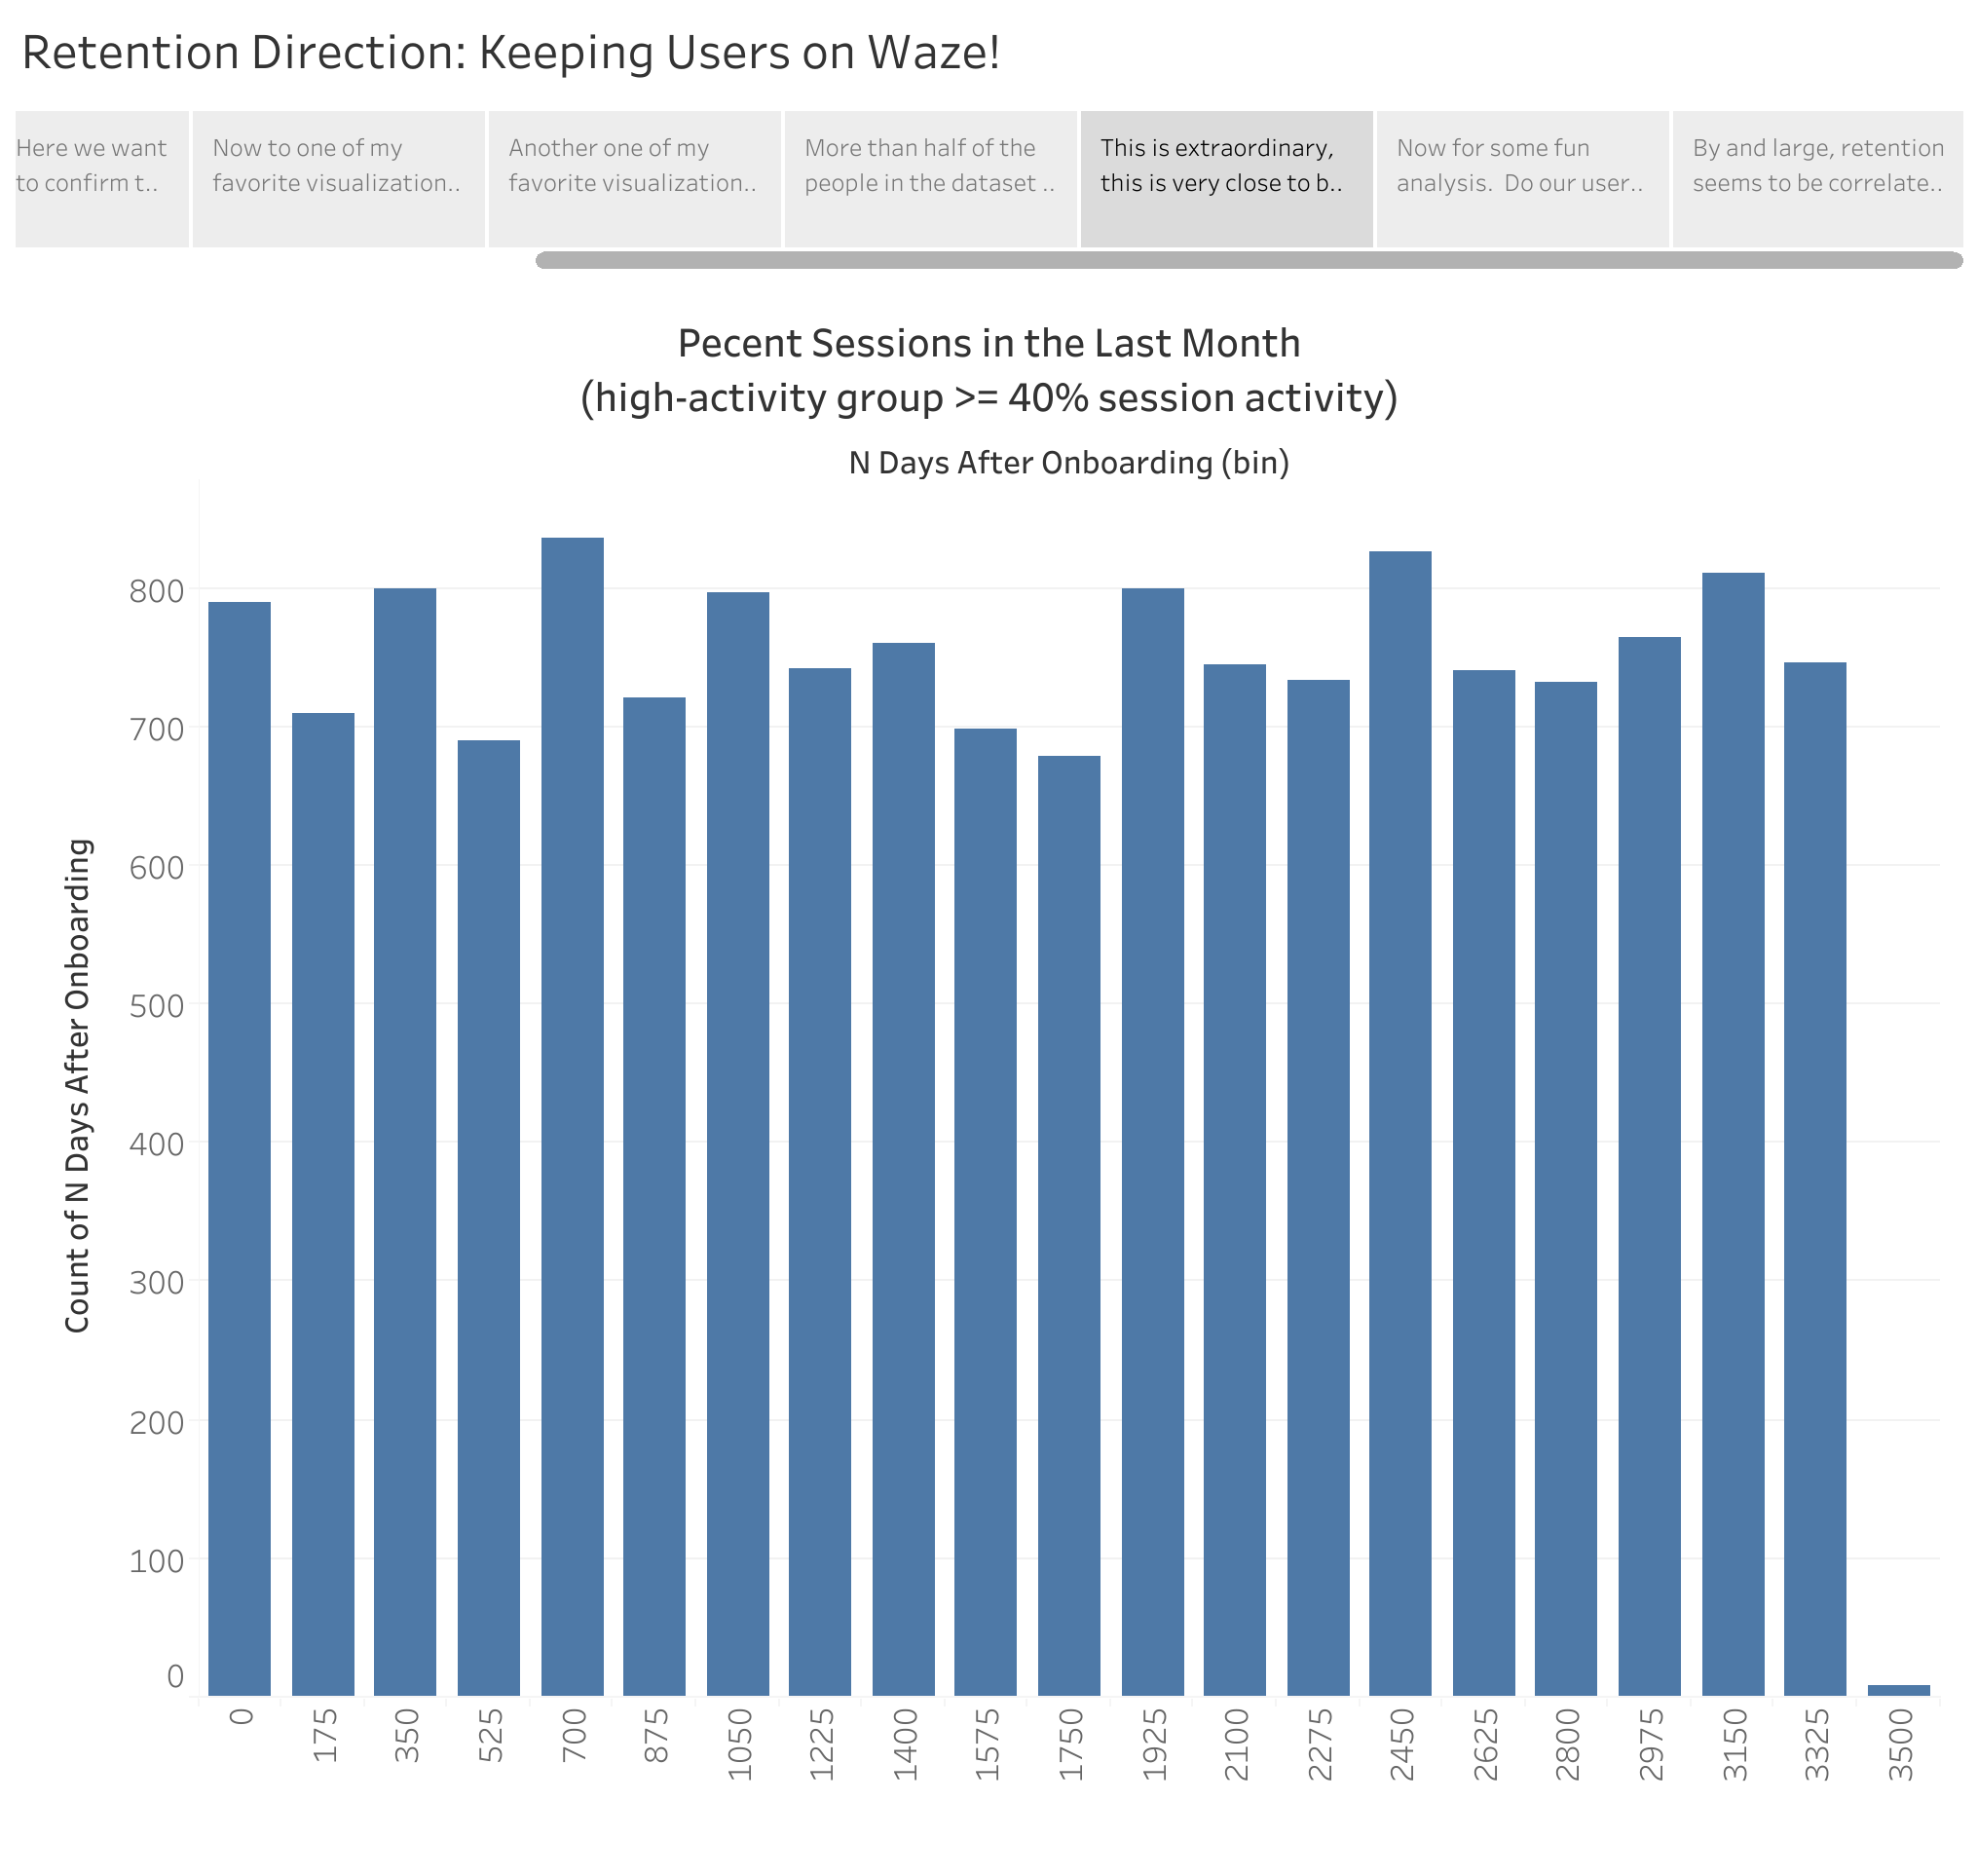 Retention Direction: Keeping Users on Waze!
Here we want
to confirm t..
Now to one of my
favorite visualization..
Another one of my
favorite visualization..
More than half of the
people in the dataset ..
This is extraordinary,
this is very close to b..
Now for some fun
analysis.  Do our user..
By and large, retention
seems to be correlate..
Pecent Sessions in the Last Month
(high-activity group >= 40% session activity)
N Days After Onboarding (bin)
Count of N Days After Onboarding
800
700
600
500
400
300
200
100
0
0
175
350
525
700
875
1050
1225
1400
1575
1750
1925
2100
2275
2450
2625
2800
2975
3150
3325
3500